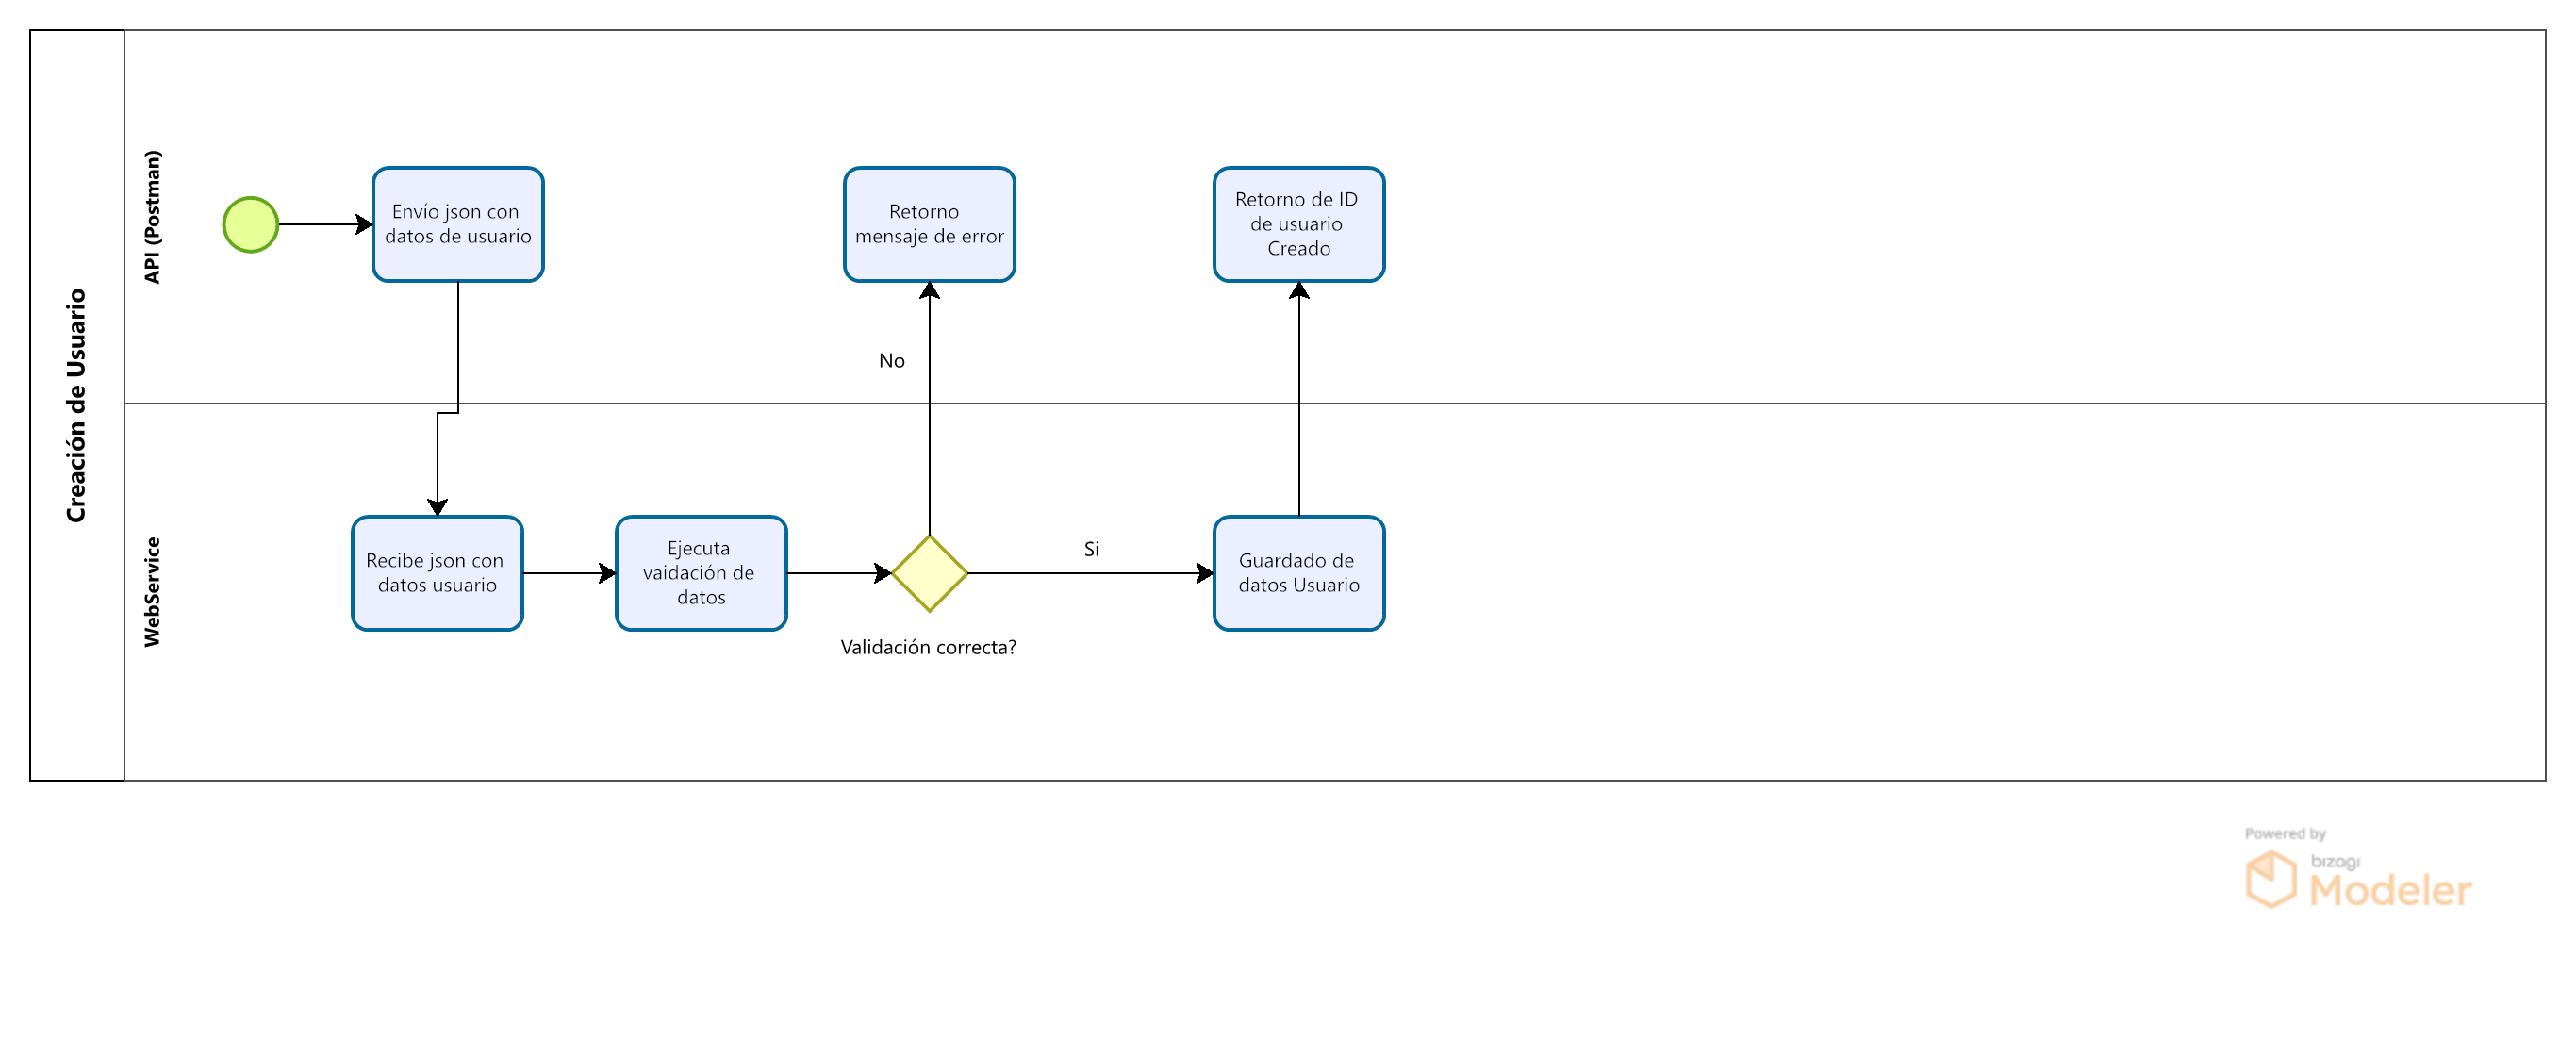 Creación de Usuario
API (Postman)
Envío json con
datos de usuario
Retorno
mensaje de error
Retorno de ID
de usuario
Creado
No
WebService
Recibe json con
datos usuario
Ejecuta
vaidación de
datos
Validación correcta?
Si
Guardado de
datos Usuario
Powered by
bizagi
Modeler